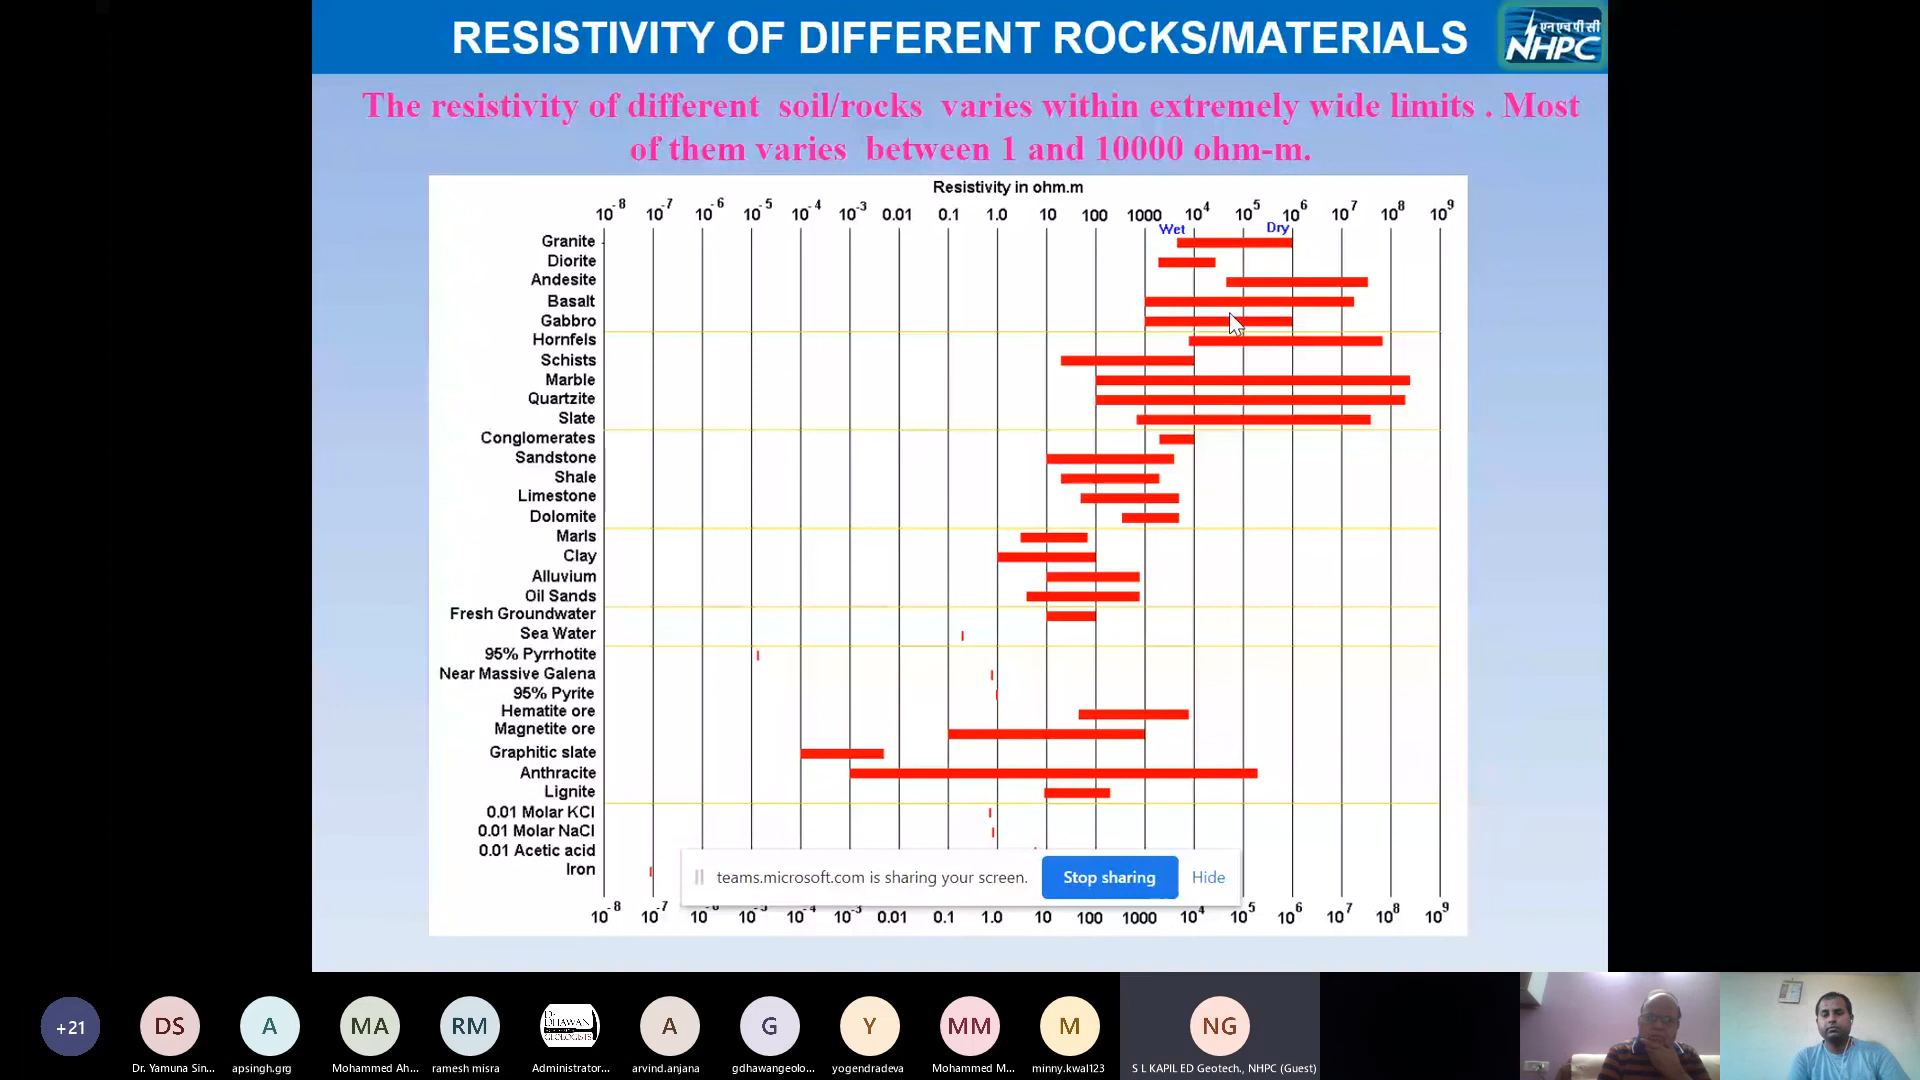 RESISTIVITY OF DIFFERENT ROCKS/MATERIALS
एन एच पी सी
NHPC
The resistivity of different soil/rocks varies within extremely wide limits . Most
of them varies between 1 and 10000 ohm-m.
Resistivity in ohm.m
10^-8 10^-7 10^-6 10^-5 10^-4 10^-3 0.01 0.1 1.0 10 100 1000 10^4 10^5 10^6 10^7 10^8 10^9
Wet Dry
Granite
Diorite
Andesite
Basalt
Gabbro
Hornfels
Schists
Marble
Quartzite
Slate
Conglomerates
Sandstone
Shale
Limestone
Dolomite
Marls
Clay
Alluvium
Oil Sands
Fresh Groundwater
Sea Water
95% Pyrrhotite
Near Massive Galena
95% Pyrite
Hematite ore
Magnetite ore
Graphitic slate
Anthracite
Lignite
0.01 Molar KCl
0.01 Molar NaCl
0.01 Acetic acid
Iron
teams.microsoft.com is sharing your screen. Stop sharing Hide
10^-8 10^-7 10^-6 10^-5 10^-4 10^-3 0.01 0.1 1.0 10 100 1000 10^4 10^5 10^6 10^7 10^8 10^9
+21 DS A MA RM DHAWAN GEOLOGISTS A G Y MM M NG
Dr. Yamuna Sin... apsingh.grg Mohammed Ah... ramesh misra Administrator... arvind.anjana gdhawangeolo... yogendradeva Mohammed M... minny.kwal123 S L KAPIL ED Geotech., NHPC (Guest)